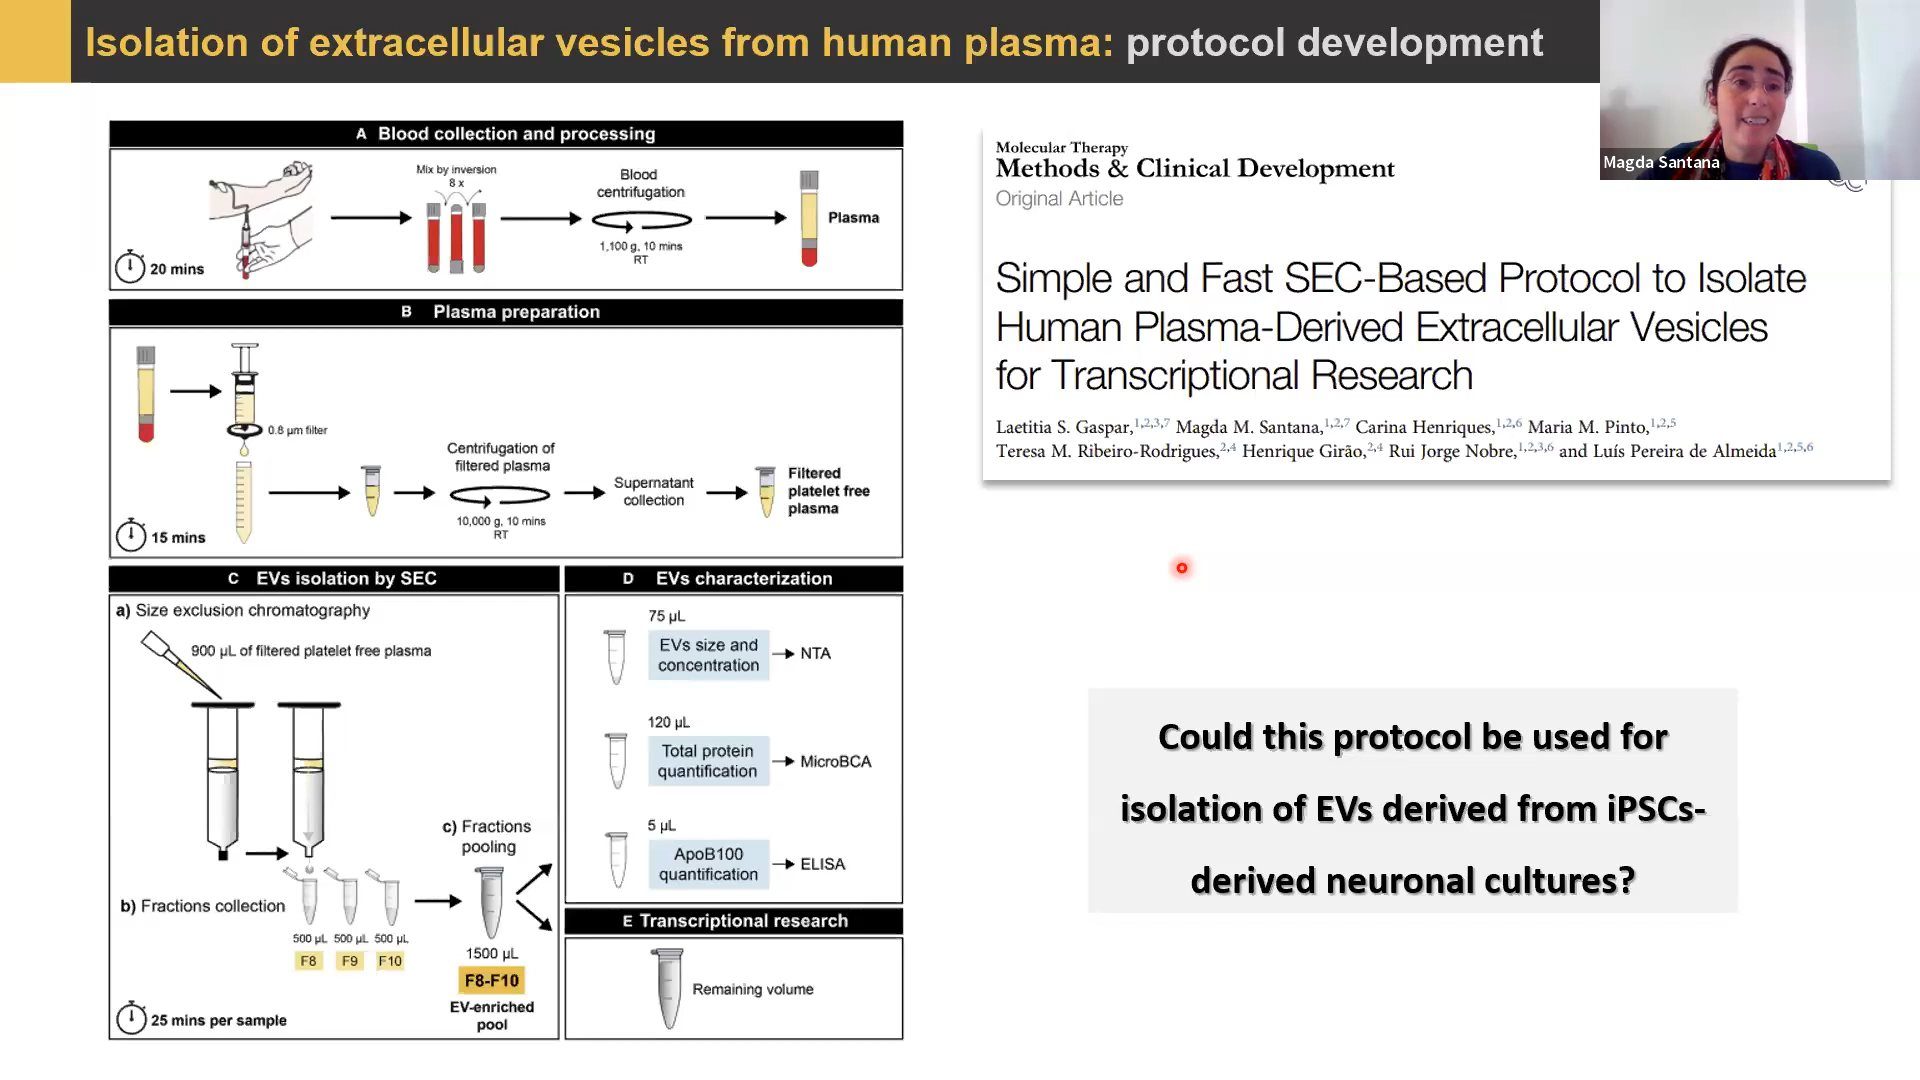 Isolation of extracellular vesicles from human plasma: protocol development
Magda Santana
A Blood collection and processing
Mix by inversion
8 x
Blood
centrifugation
1,100 g, 10 mins
RT
Plasma
20 mins
B Plasma preparation
0.8 µm filter
Centrifugation of
filtered plasma
10,000 g, 10 mins
RT
Supernatant
collection
Filtered
platelet free
plasma
15 mins
C EVs isolation by SEC
a) Size exclusion chromatography
900 µL of filtered platelet free plasma
b) Fractions collection
500 µL 500 µL 500 µL
F8 F9 F10
c) Fractions
pooling
1500 µL
F8-F10
EV-enriched
pool
25 mins per sample
D EVs characterization
75 µL
EVs size and
concentration
NTA
120 µL
Total protein
quantification
MicroBCA
5 µL
ApoB100
quantification
ELISA
E Transcriptional research
Remaining volume
Molecular Therapy
Methods & Clinical Development
Original Article
Simple and Fast SEC-Based Protocol to Isolate
Human Plasma-Derived Extracellular Vesicles
for Transcriptional Research
Laetitia S. Gaspar,1,2,3,7 Magda M. Santana,1,2,7 Carina Henriques,1,2,6 Maria M. Pinto,1,2,5
Teresa M. Ribeiro-Rodrigues,2,4 Henrique Girão,2,4 Rui Jorge Nobre,1,2,3,6 and Luís Pereira de Almeida1,2,5,6
Could this protocol be used for
isolation of EVs derived from iPSCs-
derived neuronal cultures?